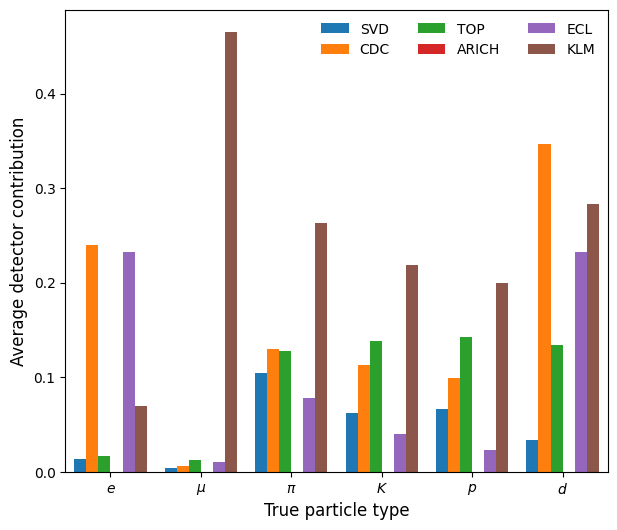 SVD TOP ECL
CDC ARICH KLM
Average detector contribution
0.4
0.3
0.2
0.1
0.0
e μ π K p d
True particle type